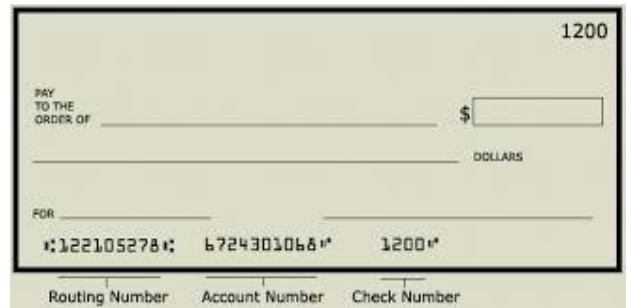 1200
PAY
TO THE
ORDER OF
$
DOLLARS
FOR
⑆122105278⑆ 6724301068⑈ 1200⑈
Routing Number Account Number Check Number